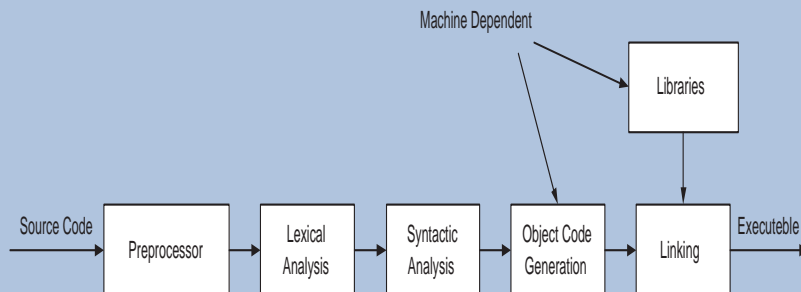 Machine Dependent
Libraries
Source Code
Preprocessor
Lexical
Analysis
Syntactic
Analysis
Object Code
Generation
Linking
Executeble